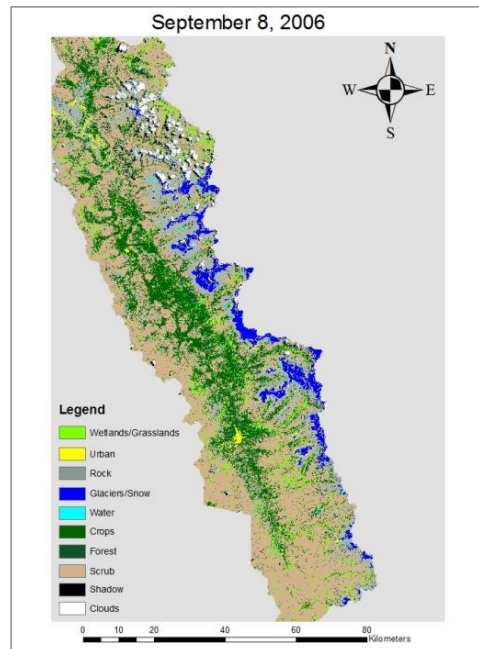 September 8, 2006
N
W E
S
Legend
Wetlands/Grasslands
Urban
Rock
Glaciers/Snow
Water
Crops
Forest
Scrub
Shadow
Clouds
0 20 40 60 80
Kilometers